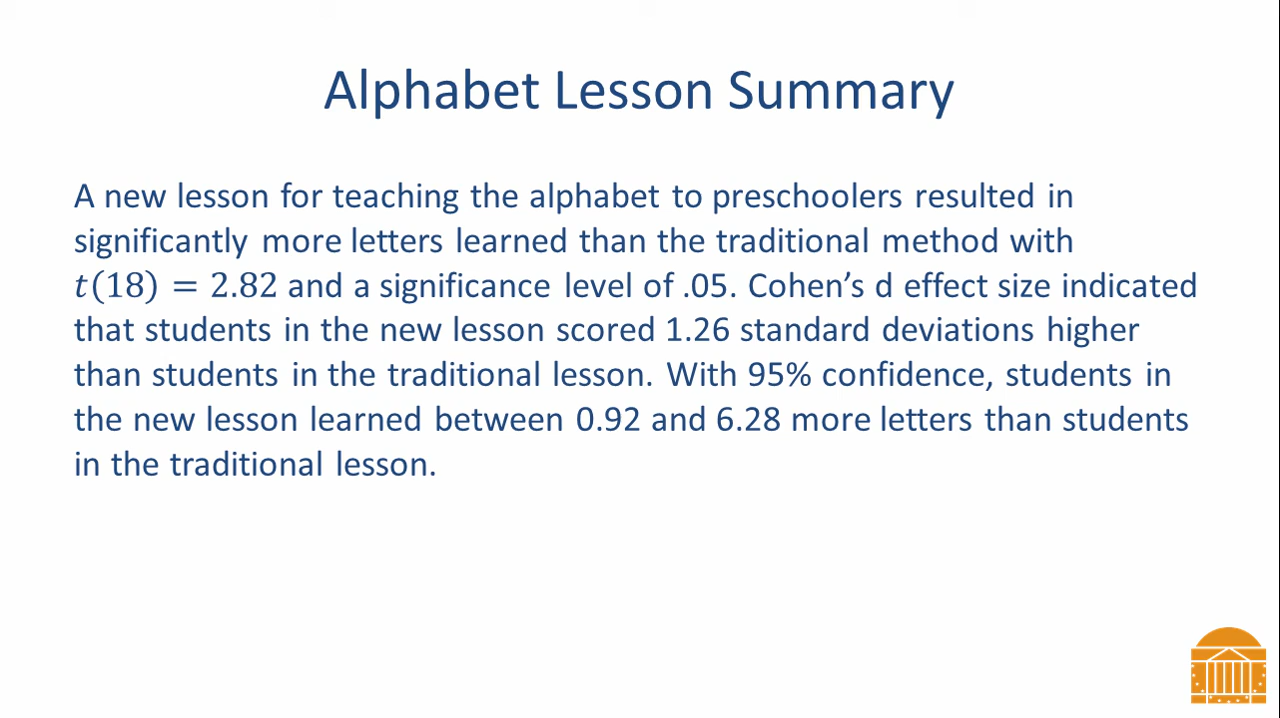 Alphabet Lesson Summary
A new lesson for teaching the alphabet to preschoolers resulted in
significantly more letters learned than the traditional method with
𝑡(18) = 2.82 and a significance level of .05. Cohen’s d effect size indicated
that students in the new lesson scored 1.26 standard deviations higher
than students in the traditional lesson. With 95% confidence, students in
the new lesson learned between 0.92 and 6.28 more letters than students
in the traditional lesson.